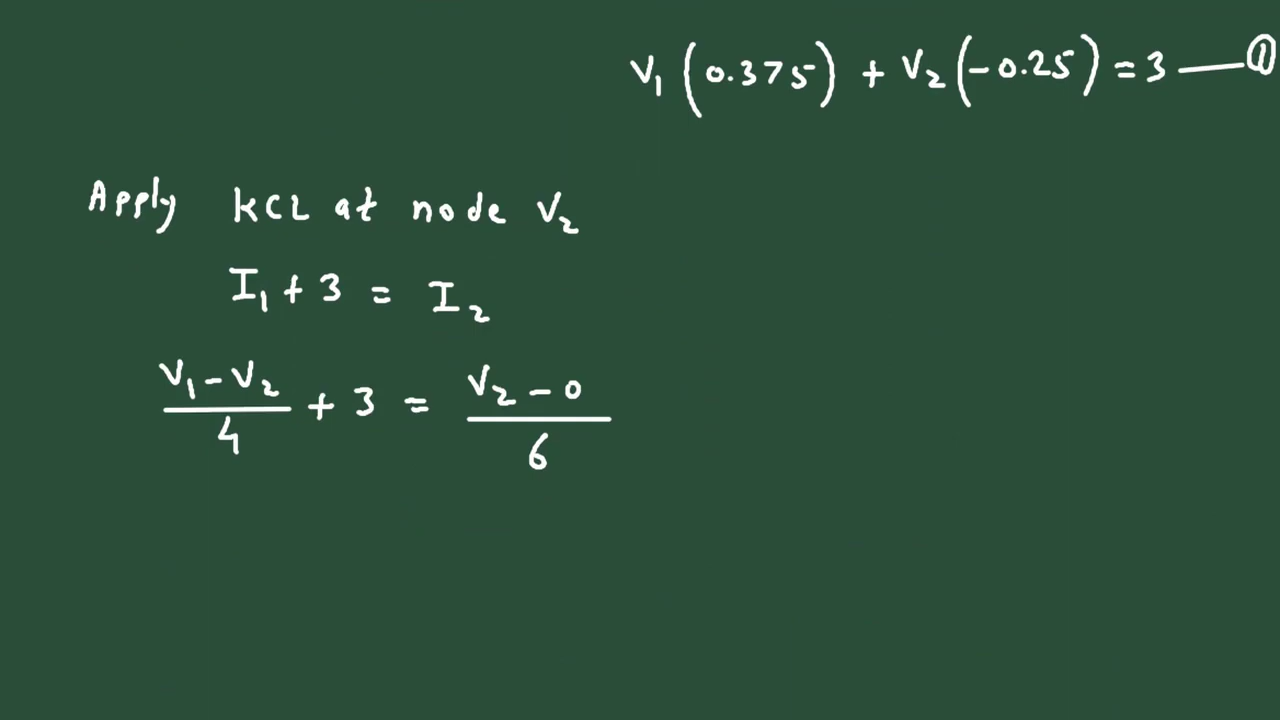 V₁ (0.375) + V₂ (-0.25) = 3 —— ①
Apply KCL at node V₂
I₁ + 3 = I₂
(V₁ - V₂)/4 + 3 = (V₂ - 0)/6